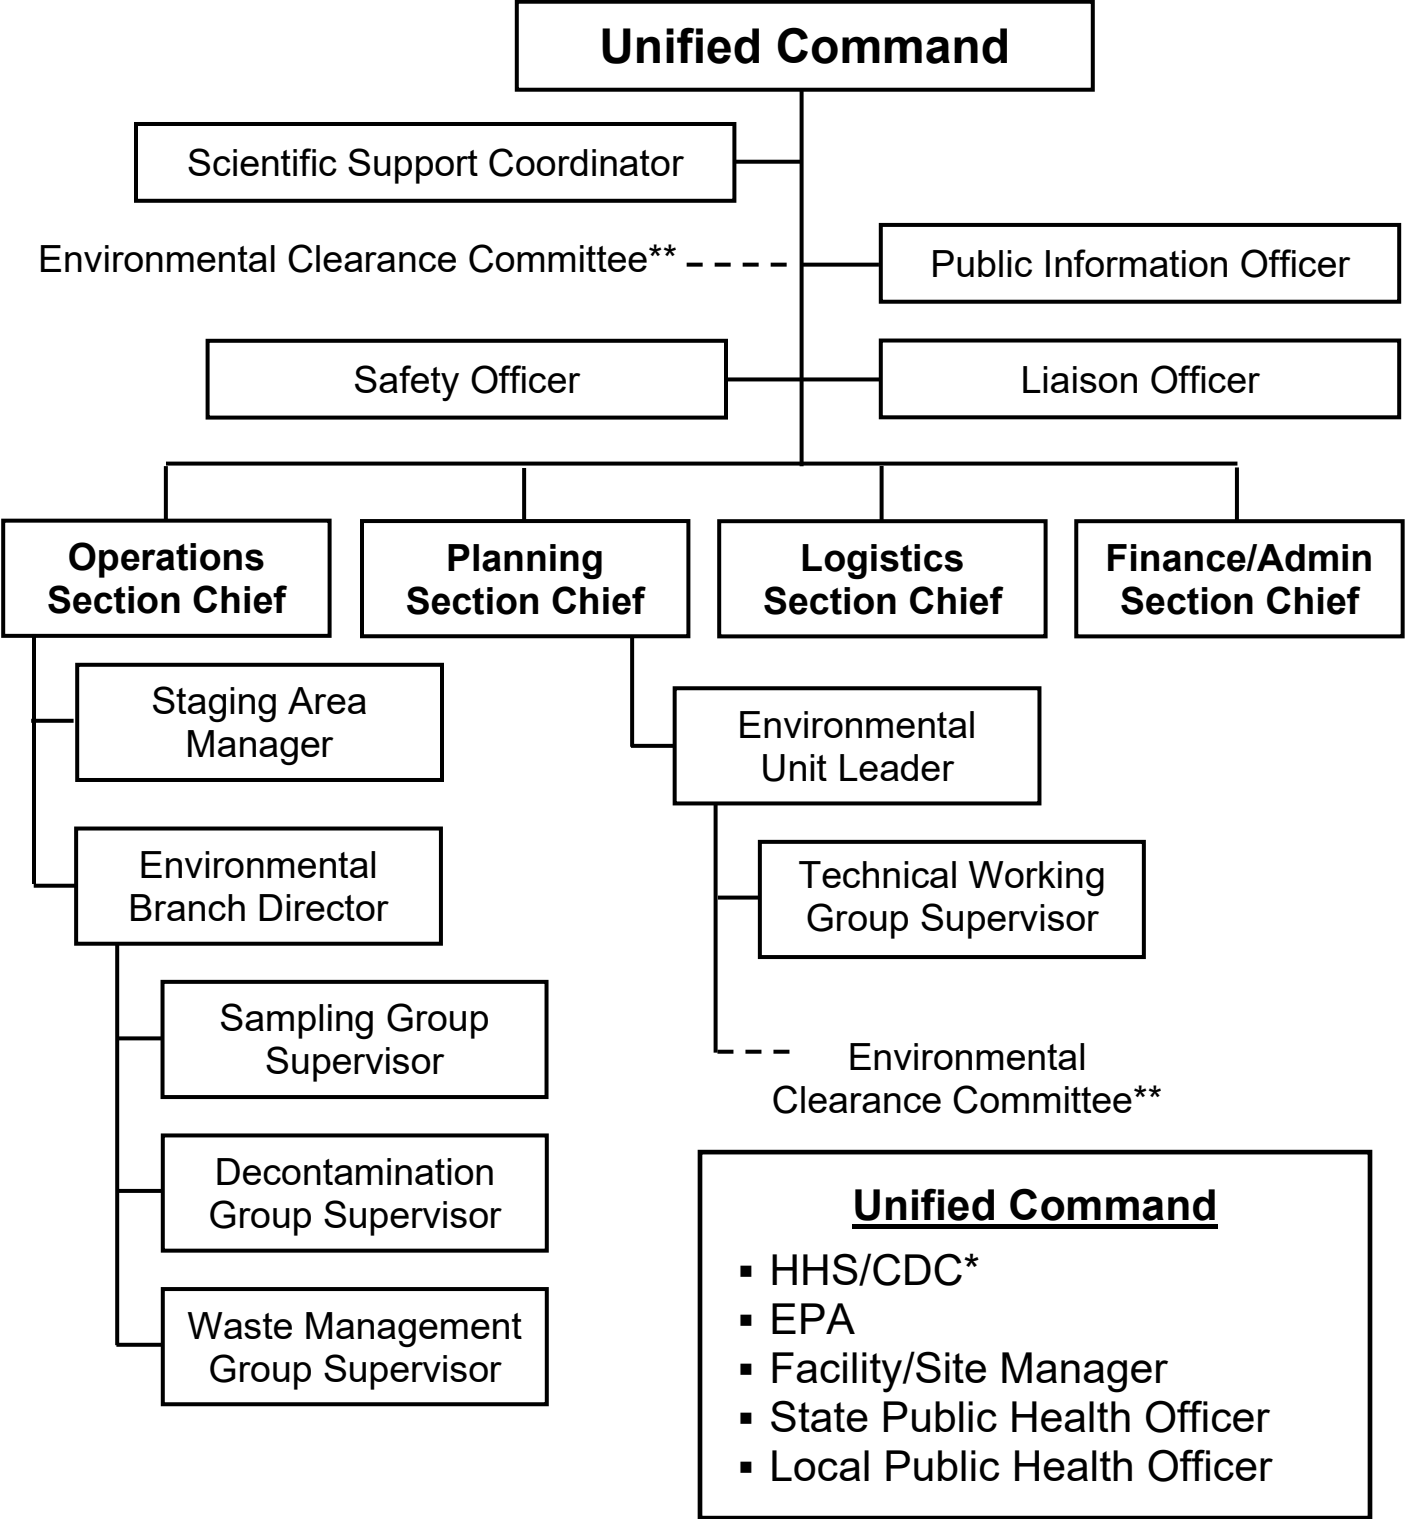 Unified Command
Scientific Support Coordinator
Environmental Clearance Committee**
Public Information Officer
Safety Officer
Liaison Officer
Operations
Section Chief
Planning
Section Chief
Logistics
Section Chief
Finance/Admin
Section Chief
Staging Area
Manager
Environmental
Branch Director
Sampling Group
Supervisor
Decontamination
Group Supervisor
Waste Management
Group Supervisor
Environmental
Unit Leader
Technical Working
Group Supervisor
Environmental
Clearance Committee**
Unified Command
▪ HHS/CDC*
▪ EPA
▪ Facility/Site Manager
▪ State Public Health Officer
▪ Local Public Health Officer